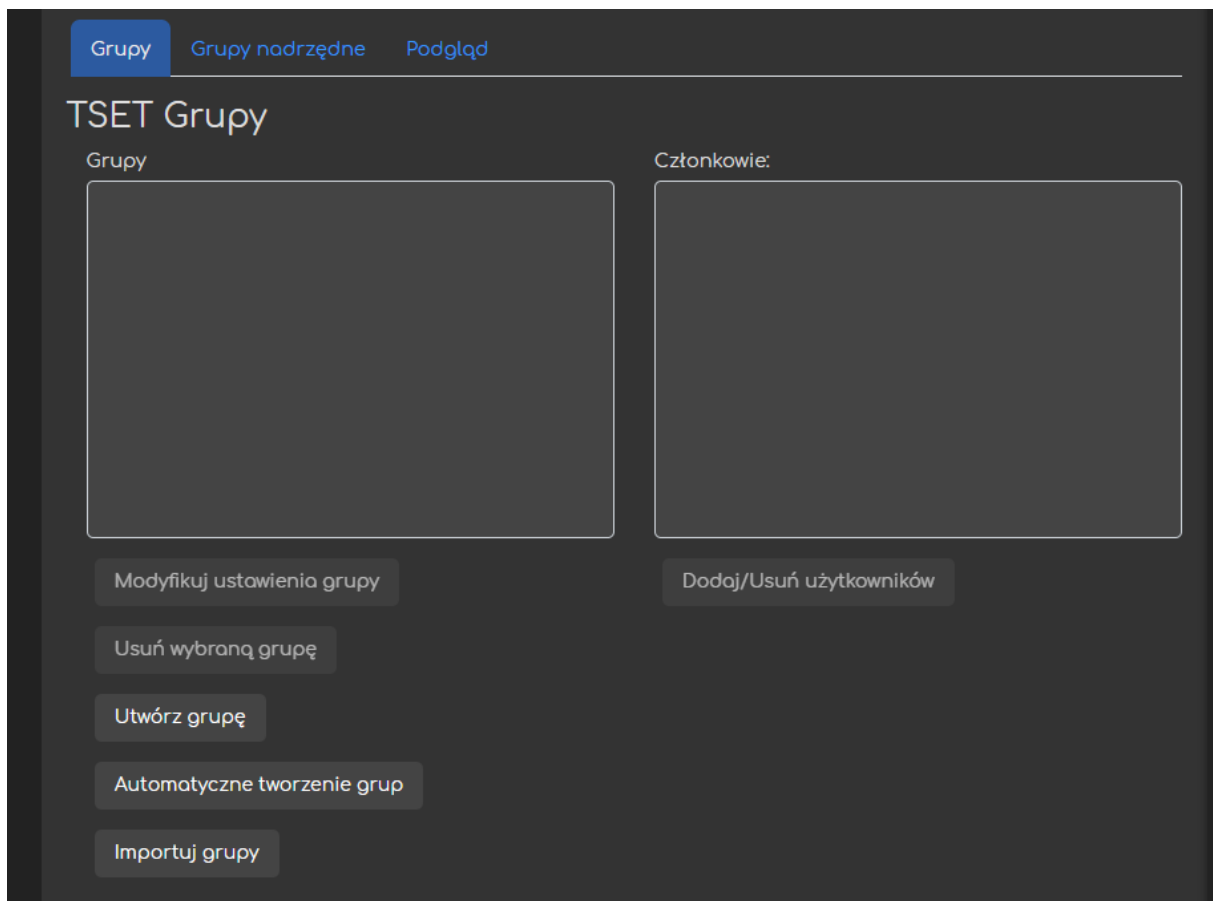 Grupy Grupy nadrzędne Podgląd
TSET Grupy
Grupy Członkowie:
Modyfikuj ustawienia grupy Dodaj/Usuń użytkowników
Usuń wybraną grupę
Utwórz grupę
Automatyczne tworzenie grup
Importuj grupy